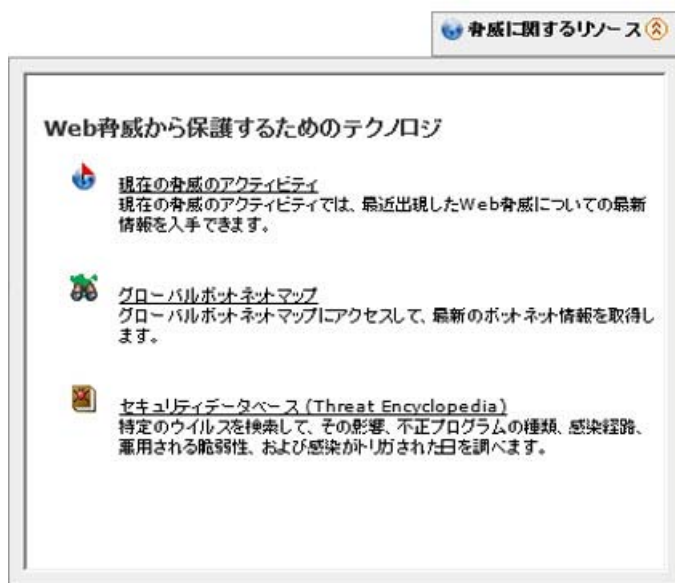 脅威に関するリソース
Web脅威から保護するためのテクノロジ
現在の脅威のアクティビティ
現在の脅威のアクティビティでは、最近出現したWeb脅威についての最新
情報を入手できます。
グローバルボットネットマップ
グローバルボットネットマップにアクセスして、最新のボットネット情報を取得し
ます。
セキュリティデータベース (Threat Encyclopedia)
特定のウイルスを検索して、その影響、不正プログラムの種類、感染経路、
悪用される脆弱性、および感染がトリガされた日を調べます。